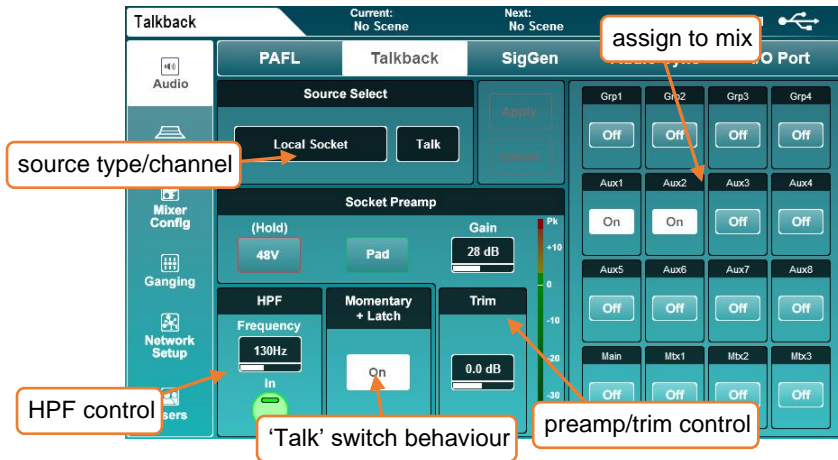 Talkback
Current:
No Scene
Next:
No Scene
assign to mix
PAFL
Talkback
SigGen
O Port
Audio
Source Select
Apply
Cancel
Local Socket
Talk
source type/channel
Grp1
Grp2
Grp3
Grp4
Off
Off
Off
Off
Mixer
Config
Socket Preamp
(Hold)
48V
Pad
Gain
28 dB
Pk
+10
0
-10
-20
-30
Aux1
Aux2
Aux3
Aux4
On
On
Off
Off
Ganging
Aux5
Aux6
Aux7
Aux8
Off
Off
Off
Off
Network
Setup
HPF
Frequency
130Hz
In
Momentary
+ Latch
On
Trim
0.0 dB
Main
Mtx1
Mtx2
Mtx3
Off
Off
Off
Off
sers
HPF control
‘Talk’ switch behaviour
preamp/trim control